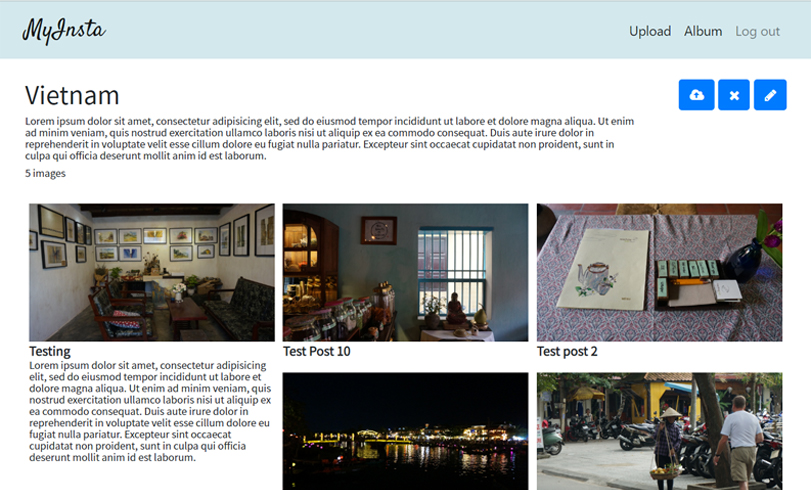 MyInsta
Upload Album Log out
Vietnam
Lorem ipsum dolor sit amet, consectetur adipisicing elit, sed do eiusmod tempor incididunt ut labore et dolore magna aliqua. Ut enim
ad minim veniam, quis nostrud exercitation ullamco laboris nisi ut aliquip ex ea commodo consequat. Duis aute irure dolor in
reprehenderit in voluptate velit esse cillum dolore eu fugiat nulla pariatur. Excepteur sint occaecat cupidatat non proident, sunt in
culpa qui officia deserunt mollit anim id est laborum.
5 images
Testing
Lorem ipsum dolor sit amet, consectetur adipisicing
elit, sed do eiusmod tempor incididunt ut labore et
dolore magna aliqua. Ut enim ad minim veniam, quis
nostrud exercitation ullamco laboris nisi ut aliquip ex
ea commodo consequat. Duis aute irure dolor in
reprehenderit in voluptate velit esse cillum dolore eu
fugiat nulla pariatur. Excepteur sint occaecat
cupidatat non proident, sunt in culpa qui officia
deserunt mollit anim id est laborum.
Test Post 10
Test post 2